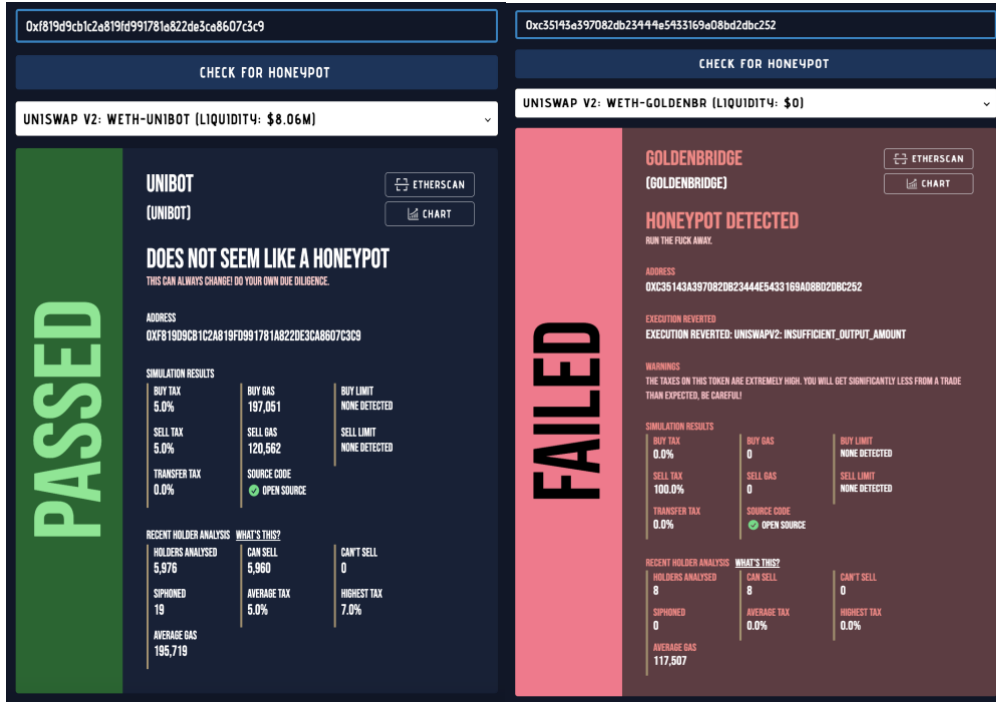 0xf819d9cb1c2a819fd991781a822de3ca8607c3c9
CHECK FOR HONEYPOT
UNISWAP V2: WETH-UNIBOT (LIQUIDITY: $8.06M)
PASSED
UNIBOT
(UNIBOT)
ETHERSCAN
CHART
DOES NOT SEEM LIKE A HONEYPOT
THIS CAN ALWAYS CHANGE! DO YOUR OWN DUE DILIGENCE.
ADDRESS
0XF819D9CB1C2A819FD991781A822DE3CA8607C3C9
SIMULATION RESULTS
BUY TAX BUY GAS BUY LIMIT
5.0% 197,051 NONE DETECTED
SELL TAX SELL GAS SELL LIMIT
5.0% 120,562 NONE DETECTED
TRANSFER TAX SOURCE CODE
0.0% OPEN SOURCE
RECENT HOLDER ANALYSIS WHAT'S THIS?
HOLDERS ANALYSED CAN SELL CAN'T SELL
5,976 5,960 0
SIPHONED AVERAGE TAX HIGHEST TAX
19 5.0% 7.0%
AVERAGE GAS
195,719
0xc35143a397082db23444e5433169a08bd2dbc252
CHECK FOR HONEYPOT
UNISWAP V2: WETH-GOLDENBR (LIQUIDITY: $0)
FAILED
GOLDENBRIDGE
(GOLDENBRIDGE)
ETHERSCAN
CHART
HONEYPOT DETECTED
RUN THE FUCK AWAY.
ADDRESS
0XC35143A397082DB23444E5433169A08BD2DBC252
EXECUTION REVERTED
EXECUTION REVERTED: UNISWAPV2: INSUFFICIENT_OUTPUT_AMOUNT
WARNINGS
THE TAXES ON THIS TOKEN ARE EXTREMELY HIGH. YOU WILL GET SIGNIFICANTLY LESS FROM A TRADE
THAN EXPECTED, BE CAREFUL!
SIMULATION RESULTS
BUY TAX BUY GAS BUY LIMIT
0.0% 0 NONE DETECTED
SELL TAX SELL GAS SELL LIMIT
100.0% 0 NONE DETECTED
TRANSFER TAX SOURCE CODE
0.0% OPEN SOURCE
RECENT HOLDER ANALYSIS WHAT'S THIS?
HOLDERS ANALYSED CAN SELL CAN'T SELL
8 8 0
SIPHONED AVERAGE TAX HIGHEST TAX
0 0.0% 0.0%
AVERAGE GAS
117,507